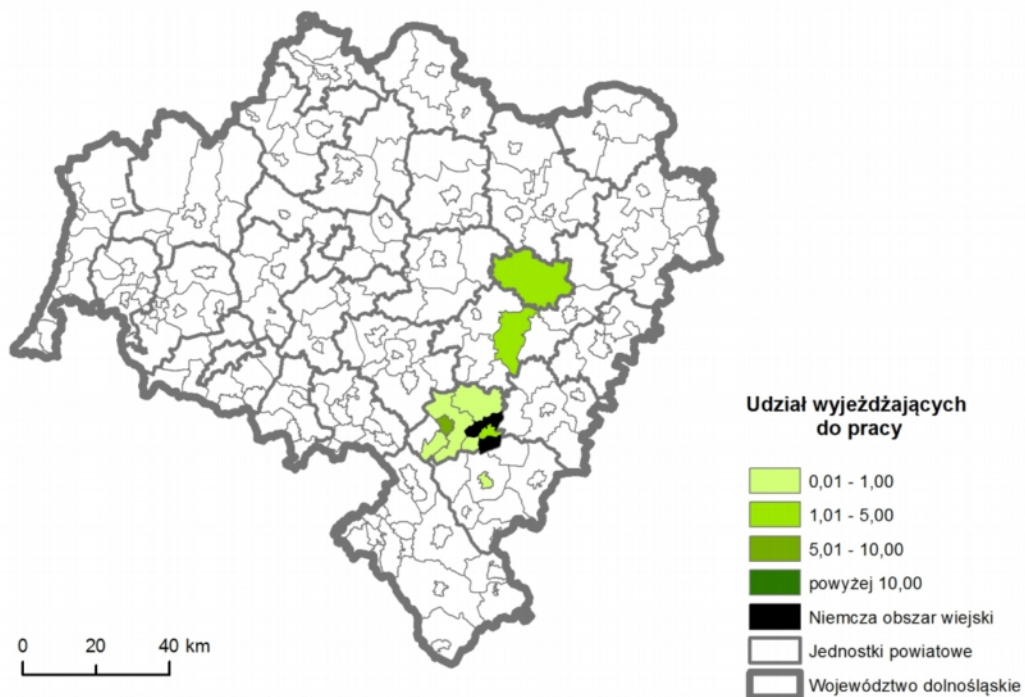 Udział wyjeżdżających
do pracy
0,01 - 1,00
1,01 - 5,00
5,01 - 10,00
powyżej 10,00
Niemcza obszar wiejski
Jednostki powiatowe
Województwo dolnośląskie
0 20 40 km